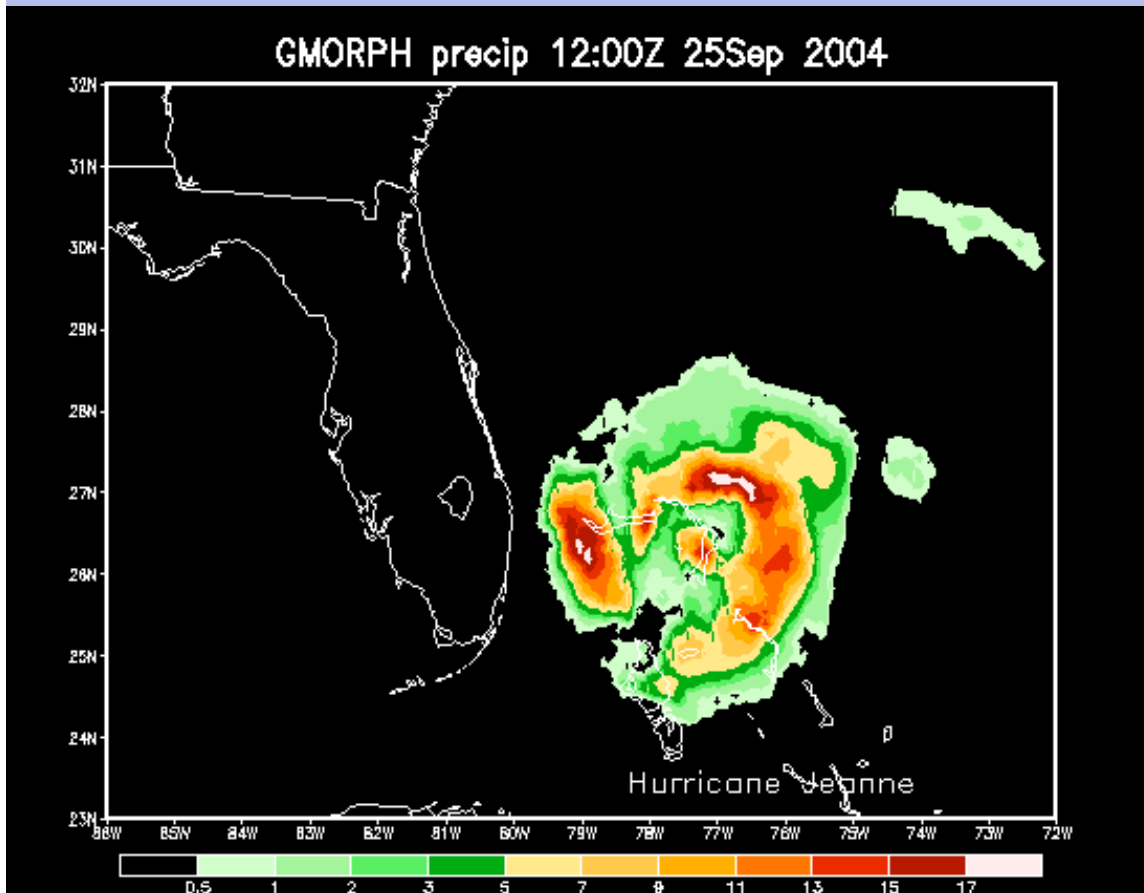 GMORPH precip 12:00Z 25Sep 2004
32N
31N
30N
29N
28N
27N
26N
25N
24N
23N
Hurricane Jeanne
86W 85W 84W 83W 82W 81W 80W 79W 78W 77W 76W 75W 74W 73W 72W
0.5 1 2 3 5 7 9 11 13 15 17